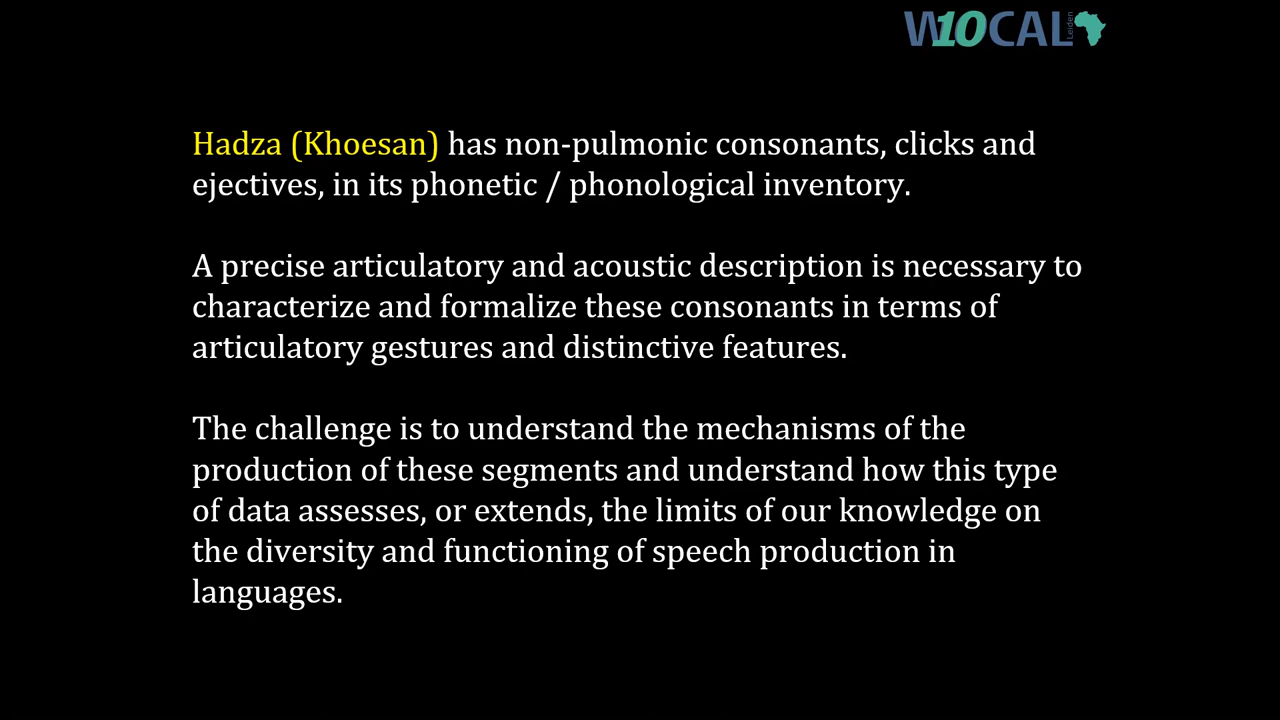 W10CAL Leiden
Hadza (Khoesan) has non-pulmonic consonants, clicks and
ejectives, in its phonetic / phonological inventory.
A precise articulatory and acoustic description is necessary to
characterize and formalize these consonants in terms of
articulatory gestures and distinctive features.
The challenge is to understand the mechanisms of the
production of these segments and understand how this type
of data assesses, or extends, the limits of our knowledge on
the diversity and functioning of speech production in
languages.